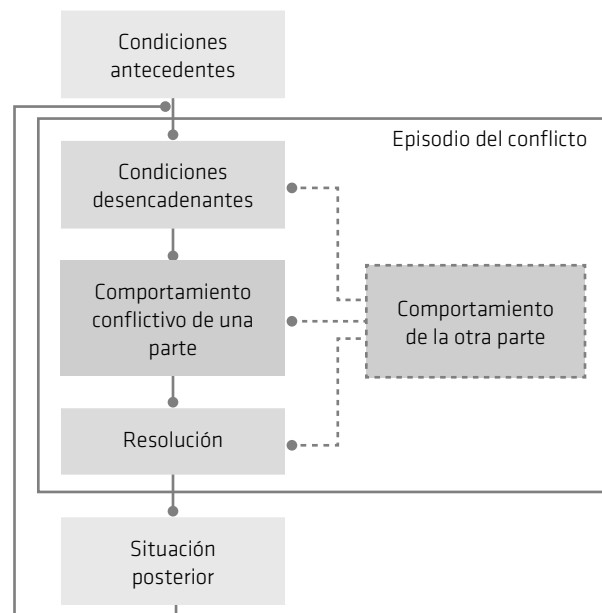 Condiciones
antecedentes
Episodio del conflicto
Condiciones
desencadenantes
Comportamiento
conflictivo de una
parte
Comportamiento
de la otra parte
Resolución
Situación
posterior